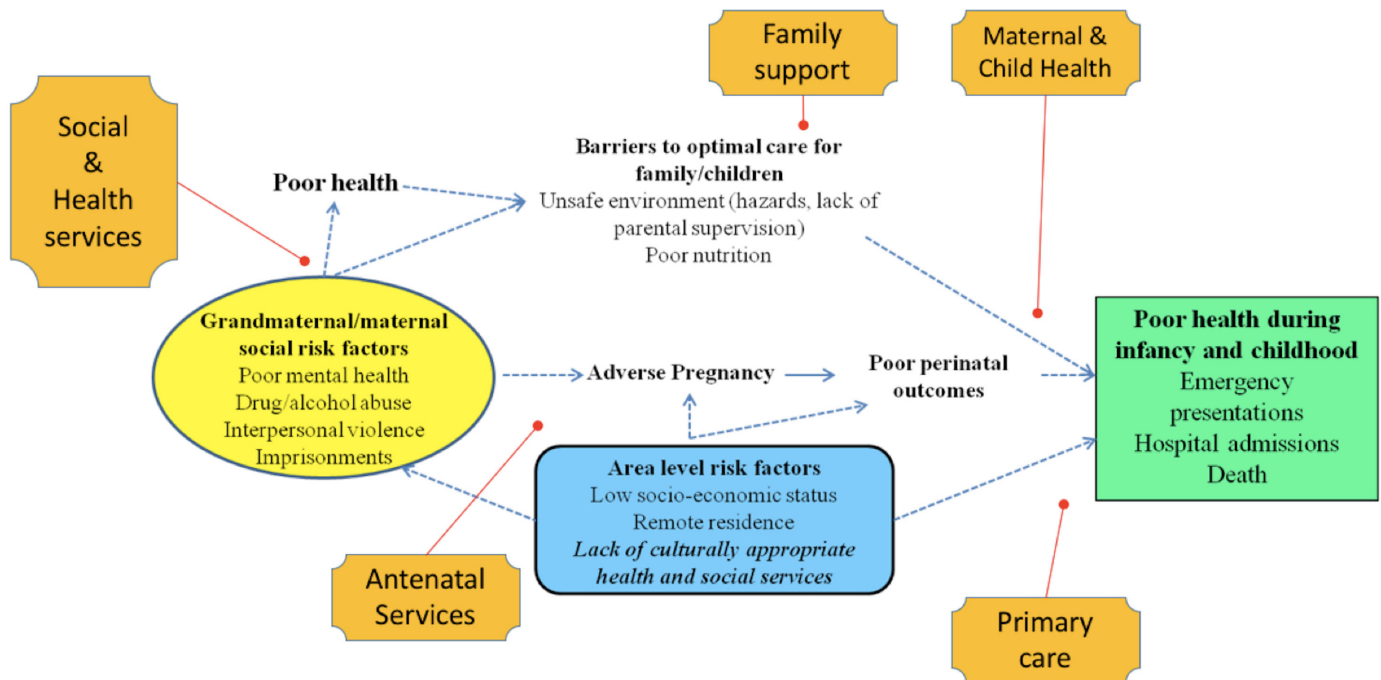 Family
support
Maternal &
Child Health
Social
&
Health
services
Barriers to optimal care for
family/children
Unsafe environment (hazards, lack of
parental supervision)
Poor nutrition
Poor health
Grandmaternal/maternal
social risk factors
Poor mental health
Drug/alcohol abuse
Interpersonal violence
Imprisonments
Adverse Pregnancy
Poor perinatal
outcomes
Poor health during
infancy and childhood
Emergency
presentations
Hospital admissions
Death
Area level risk factors
Low socio-economic status
Remote residence
Lack of culturally appropriate
health and social services
Antenatal
Services
Primary
care